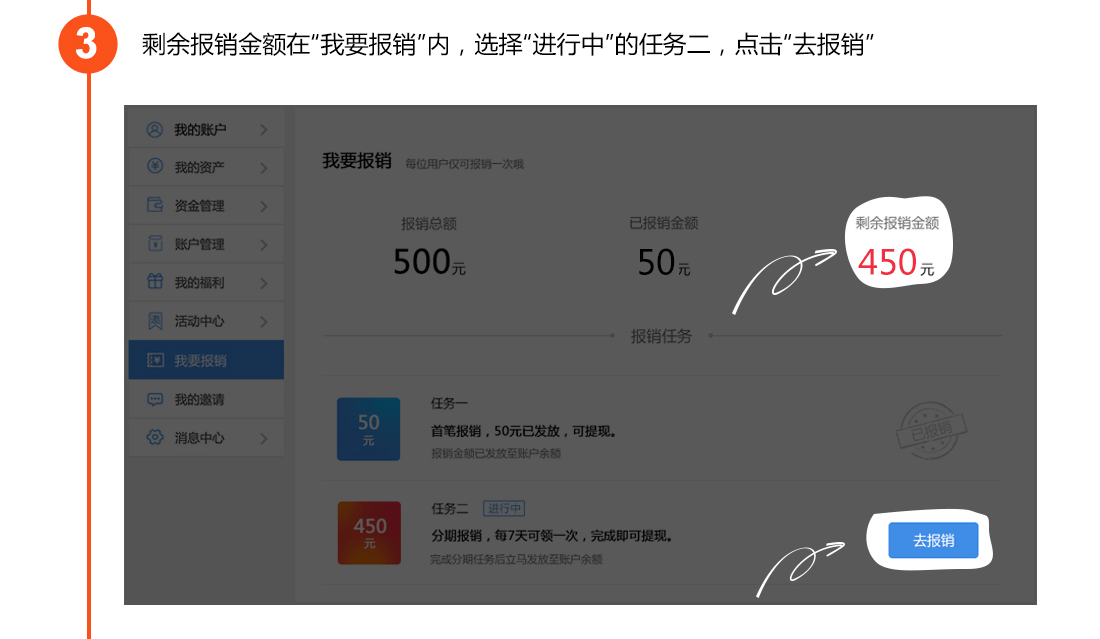 3
剩余报销金额在“我要报销”内，选择“进行中”的任务二，点击“去报销”
我的账户
我的资产
资金管理
账户管理
我的福利
活动中心
我要报销
我的邀请
消息中心
我要报销 每位用户仅可报销一次哦
报销总额 已报销金额 剩余报销金额
500元 50元 450元
报销任务
50
元
任务一
首笔报销，50元已发放，可提现。
报销金额已发放至账户余额
已报销
450
元
任务二 进行中
分期报销，每7天可领一次，完成即可提现。
完成分期任务后立马发放至账户余额
去报销